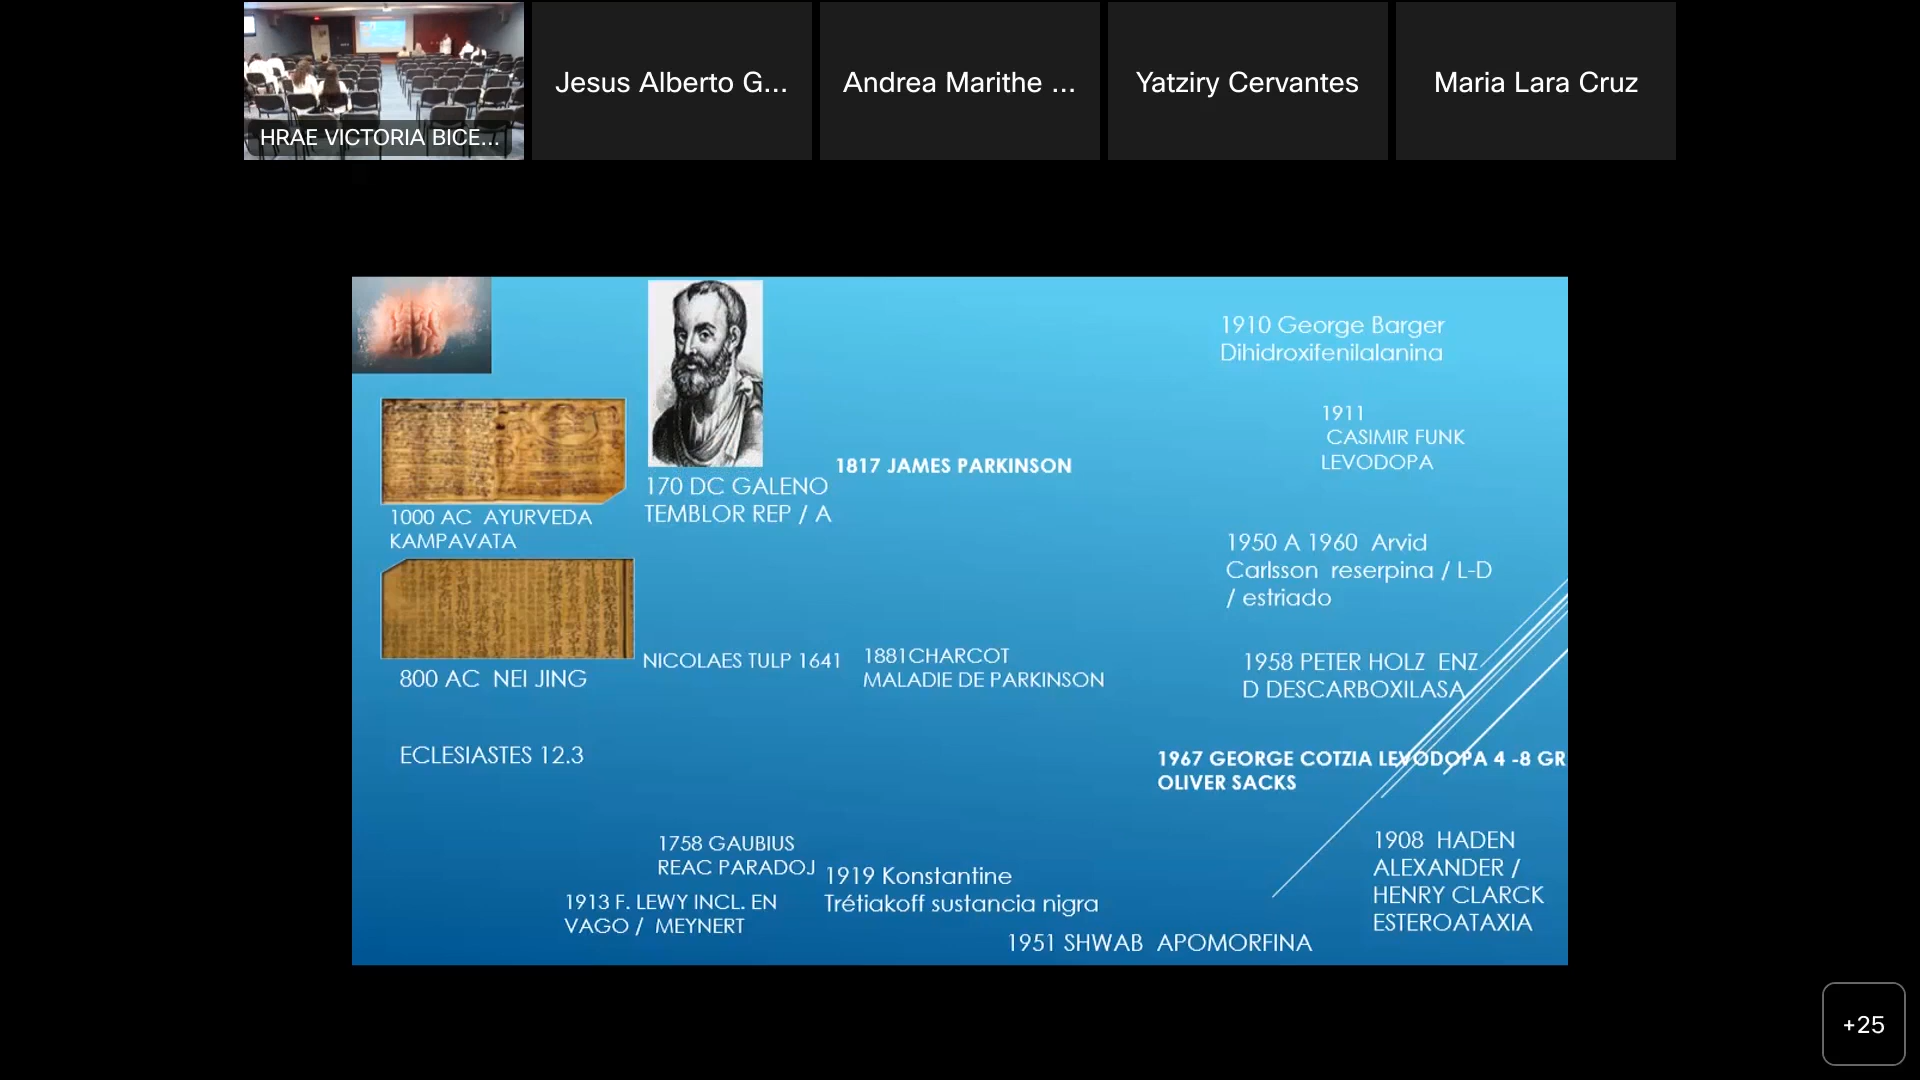 HRAE VICTORIA BICE...
Jesus Alberto G...
Andrea Marithe ...
Yatziry Cervantes
Maria Lara Cruz
1000 AC AYURVEDA
KAMPAVATA
800 AC NEI JING
ECLESIASTES 12.3
170 DC GALENO
TEMBLOR REP / A
1817 JAMES PARKINSON
NICOLAES TULP 1641
1881CHARCOT
MALADIE DE PARKINSON
1758 GAUBIUS
REAC PARADOJ
1913 F. LEWY INCL. EN
VAGO / MEYNERT
1919 Konstantine
Trétiakoff sustancia nigra
1951 SHWAB APOMORFINA
1910 George Barger
Dihidroxifenilalanina
1911
CASIMIR FUNK
LEVODOPA
1950 A 1960 Arvid
Carlsson reserpina / L-D
/ estriado
1958 PETER HOLZ ENZ
D DESCARBOXILASA
1967 GEORGE COTZIA LEVODOPA 4 -8 GR
OLIVER SACKS
1908 HADEN
ALEXANDER /
HENRY CLARCK
ESTEROATAXIA
+25